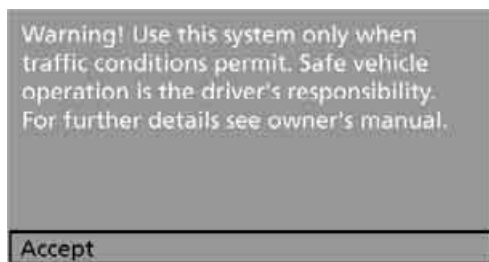 Warning! Use this system only when
traffic conditions permit. Safe vehicle
operation is the driver's responsibility.
For further details see owner's manual.
Accept